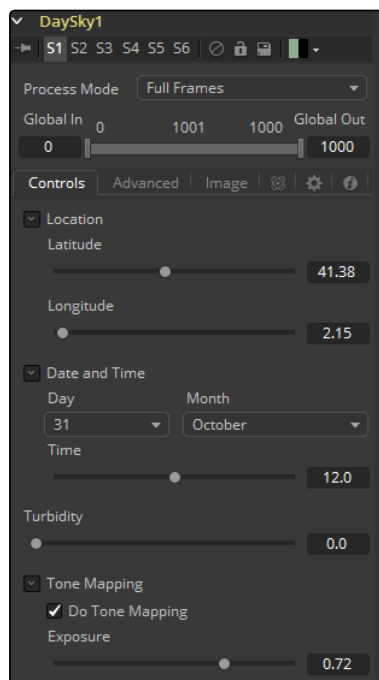 DaySky1
S1 S2 S3 S4 S5 S6
Process Mode Full Frames
Global In 0 1001 1000 Global Out
0 1000
Controls Advanced Image
Location
Latitude
41.38
Longitude
2.15
Date and Time
Day Month
31 October
Time
12.0
Turbidity
0.0
Tone Mapping
Do Tone Mapping
Exposure
0.72